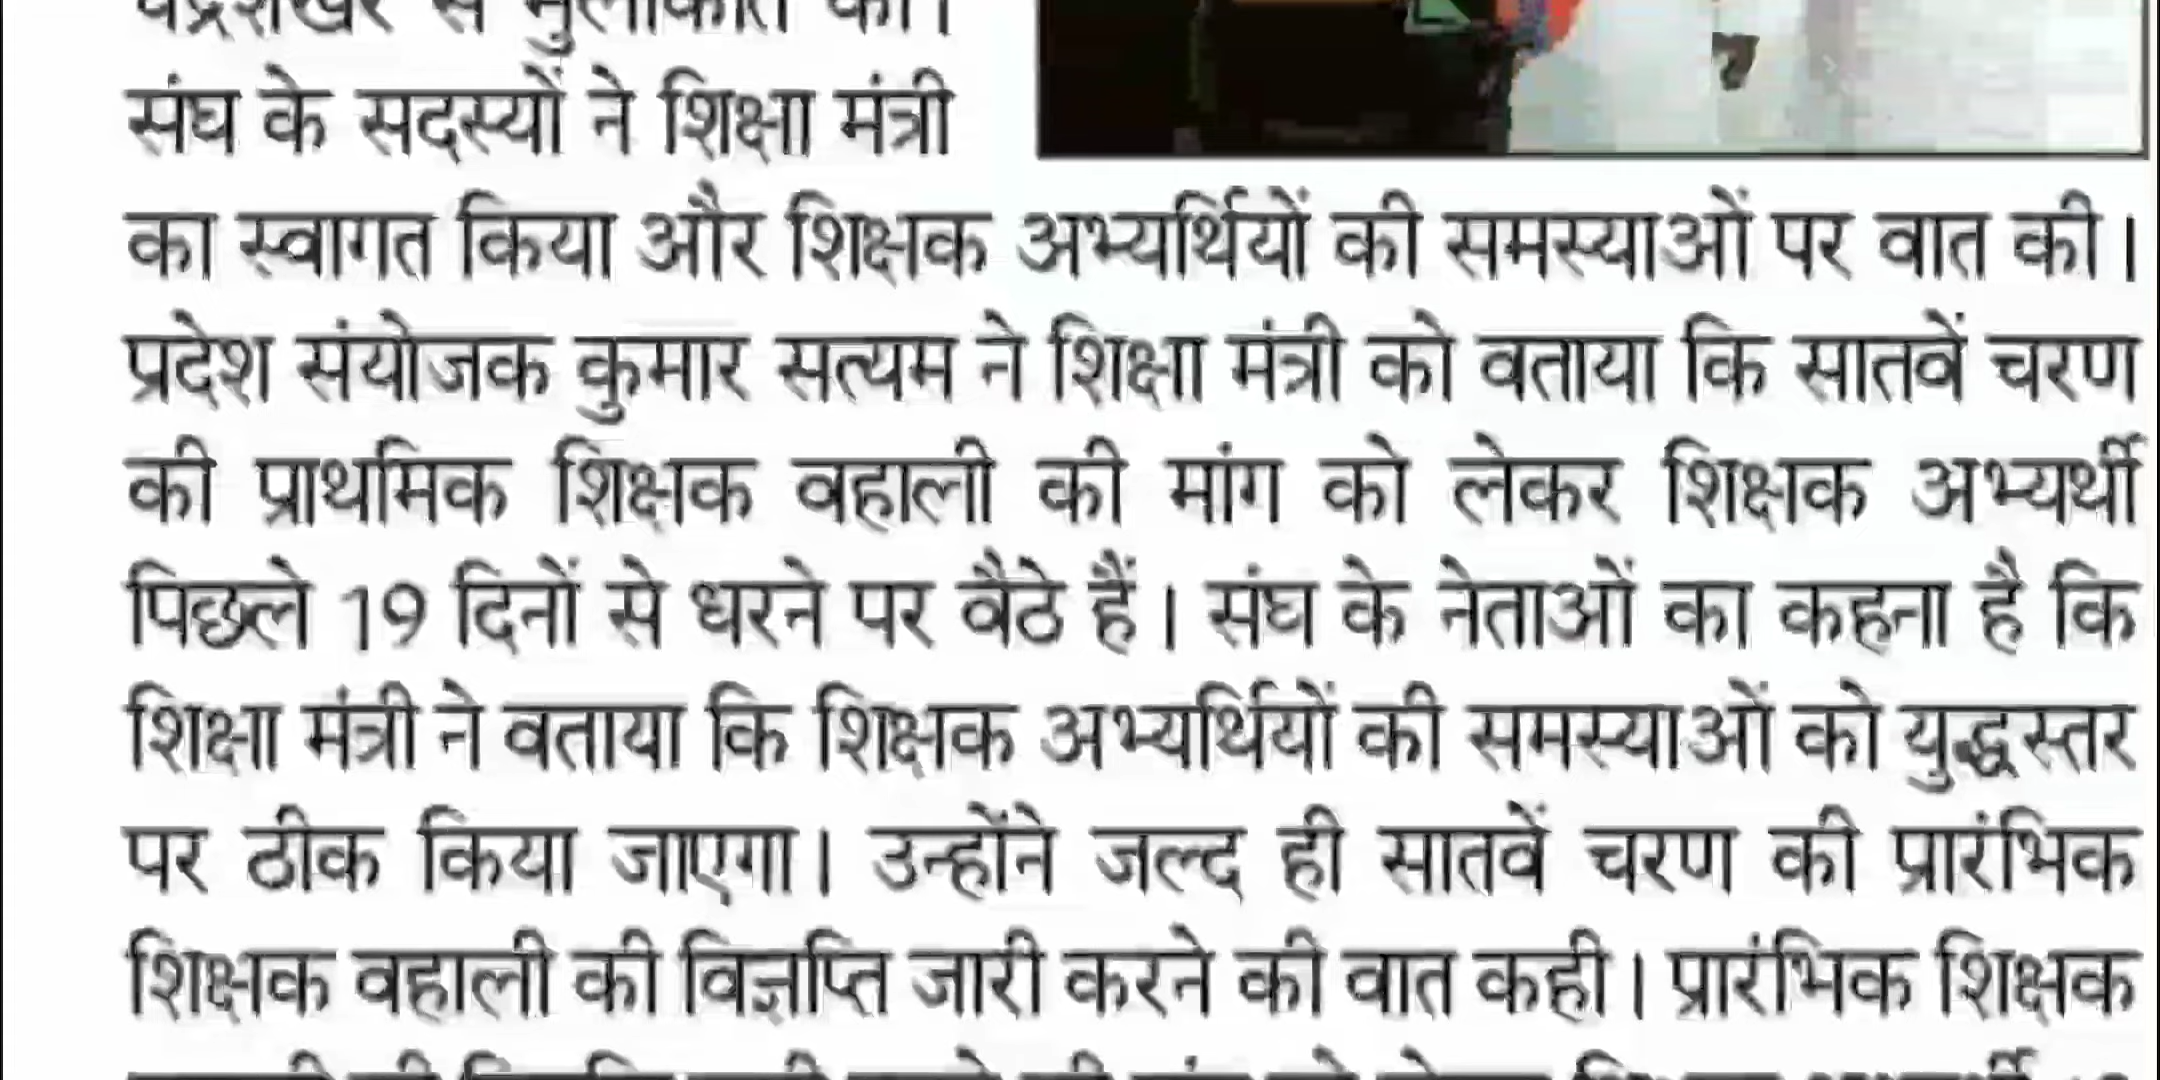 चंद्रशेखर से मुलाकात की।
संघ के सदस्यों ने शिक्षा मंत्री
का स्वागत किया और शिक्षक अभ्यर्थियों की समस्याओं पर वात की।
प्रदेश संयोजक कुमार सत्यम ने शिक्षा मंत्री को वताया कि सातवें चरण
की प्राथमिक शिक्षक वहाली की मांग को लेकर शिक्षक अभ्यर्थी
पिछले 19 दिनों से धरने पर वैठे हैं। संघ के नेताओं का कहना है कि
शिक्षा मंत्री ने वताया कि शिक्षक अभ्यर्थियों की समस्याओं को युद्धस्तर
पर ठीक किया जाएगा। उन्होंने जल्द ही सातवें चरण की प्रारंभिक
शिक्षक वहाली की विज्ञप्ति जारी करने की वात कही। प्रारंभिक शिक्षक